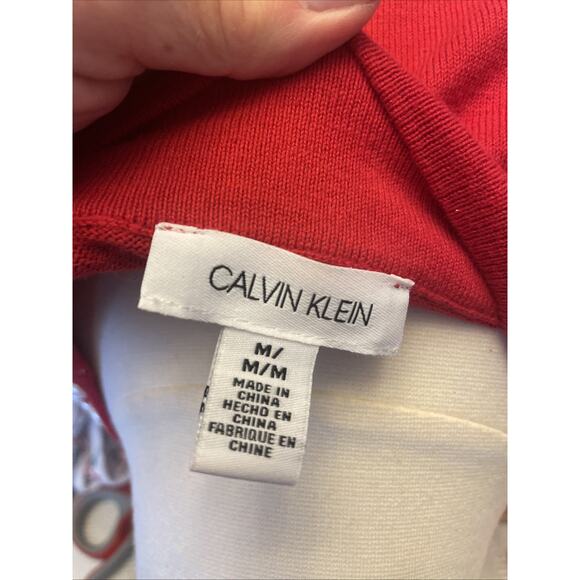 CALVIN KLEIN
M/
M/M
MADE IN
CHINA
HECHO EN
CHINA
FABRIQUE EN
CHINE